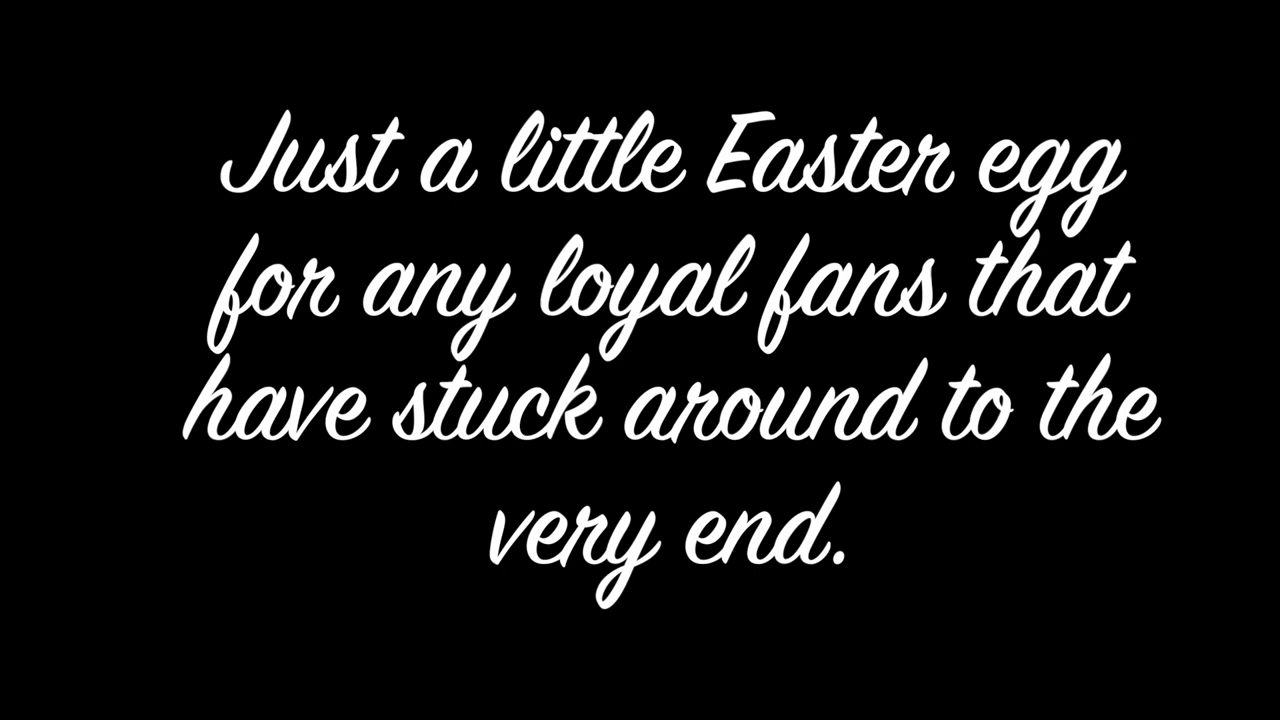 Just a little Easter egg
for any loyal fans that
have stuck around to the
very end.